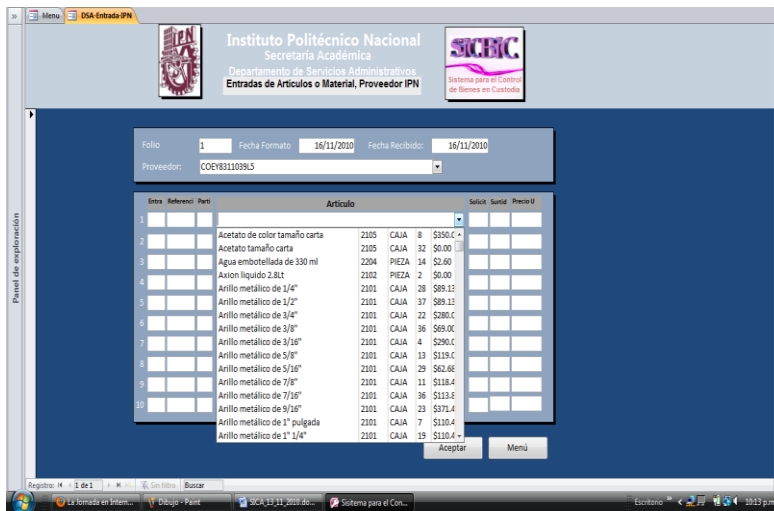 Menu DSA-Entrada-IPN
IPN
Instituto Politécnico Nacional
Secretaría Académica
Departamento de Servicios Administrativos
Entradas de Artículos o Material, Proveedor IPN
SICBIC
Sistema para el Control
de Bienes en Custodia
Folio 1 Fecha Formato 16/11/2010 Fecha Recibido: 16/11/2010
Proveedor: COEY8311039L5
Entra Referenci Parti Artículo Solicit Surtid Precio U
1
Acetato de color tamaño carta 2105 CAJA 8 $350.0
2 Acetato tamaño carta 2105 CAJA 32 $0.00
3 Agua embotellada de 330 ml 2204 PIEZA 14 $2.60
Axion liquido 2.8Lt 2102 PIEZA 2 $0.00
4 Arillo metálico de 1/4" 2101 CAJA 28 $89.13
5 Arillo metálico de 1/2" 2101 CAJA 37 $89.13
Arillo metálico de 3/4" 2101 CAJA 22 $280.0
6 Arillo metálico de 3/8" 2101 CAJA 36 $69.00
7 Arillo metálico de 3/16" 2101 CAJA 4 $290.0
Arillo metálico de 5/8" 2101 CAJA 13 $119.0
8 Arillo metálico de 5/16" 2101 CAJA 29 $62.68
9 Arillo metálico de 7/8" 2101 CAJA 11 $118.4
Arillo metálico de 7/16" 2101 CAJA 36 $113.8
10 Arillo metálico de 9/16" 2101 CAJA 23 $371.4
Arillo metálico de 1" pulgada 2101 CAJA 7 $110.4
Arillo metálico de 1" 1/4" 2101 CAJA 19 $110.4
Aceptar Menú
Panel de exploración
Registro: 1 de 1 Sin filtro Buscar
La Jornada en Intern... Dibujo - Paint SICA_13_11_2010.do... Sistema para el Con... Escritorio 10:13 p.m.